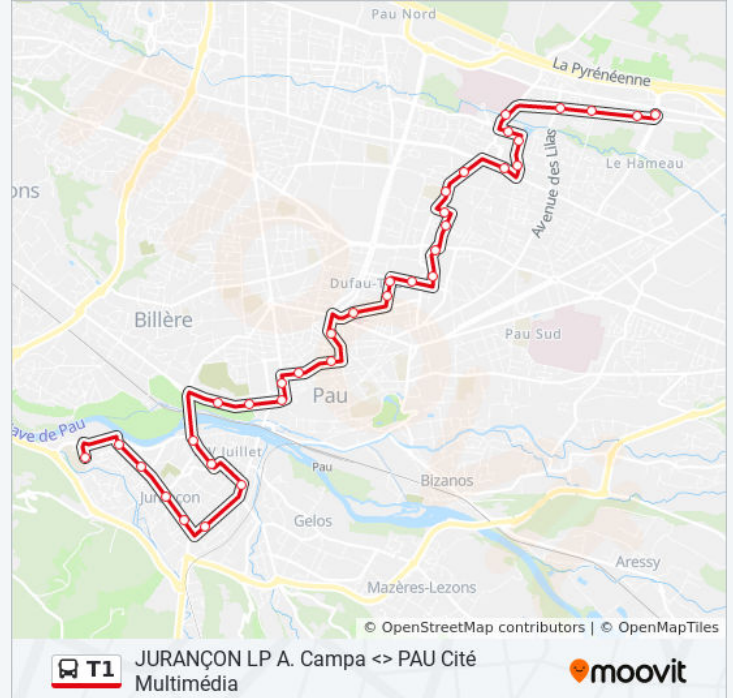 Pau Nord
La Pyrénéenne
Le Hameau
Avenue des Lilas
ons
Dufau-T
Billère
Pau Sud
Pau
ave de Pau
V Juillet
Pau
Bizanos
Jurançon
Gelos
Aressy
Mazères-Lezons
© OpenStreetMap contributors | © OpenMapTiles
T1
JURANÇON LP A. Campa <> PAU Cité
Multimédia
moovit